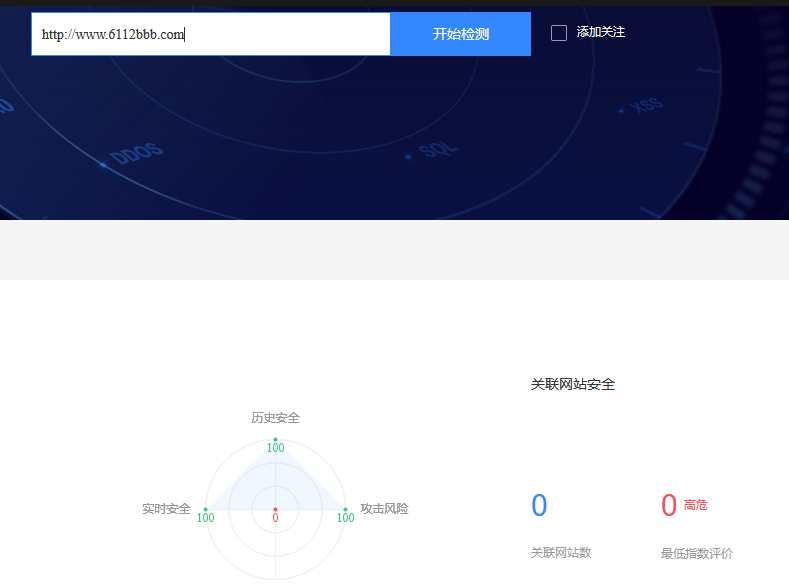 http://www.6112bbb.com
开始检测
添加关注
DDOS
SQL
XSS
关联网站安全
历史安全
100
实时安全
100
0
100
攻击风险
0
关联网站数
0 高危
最低指数评价